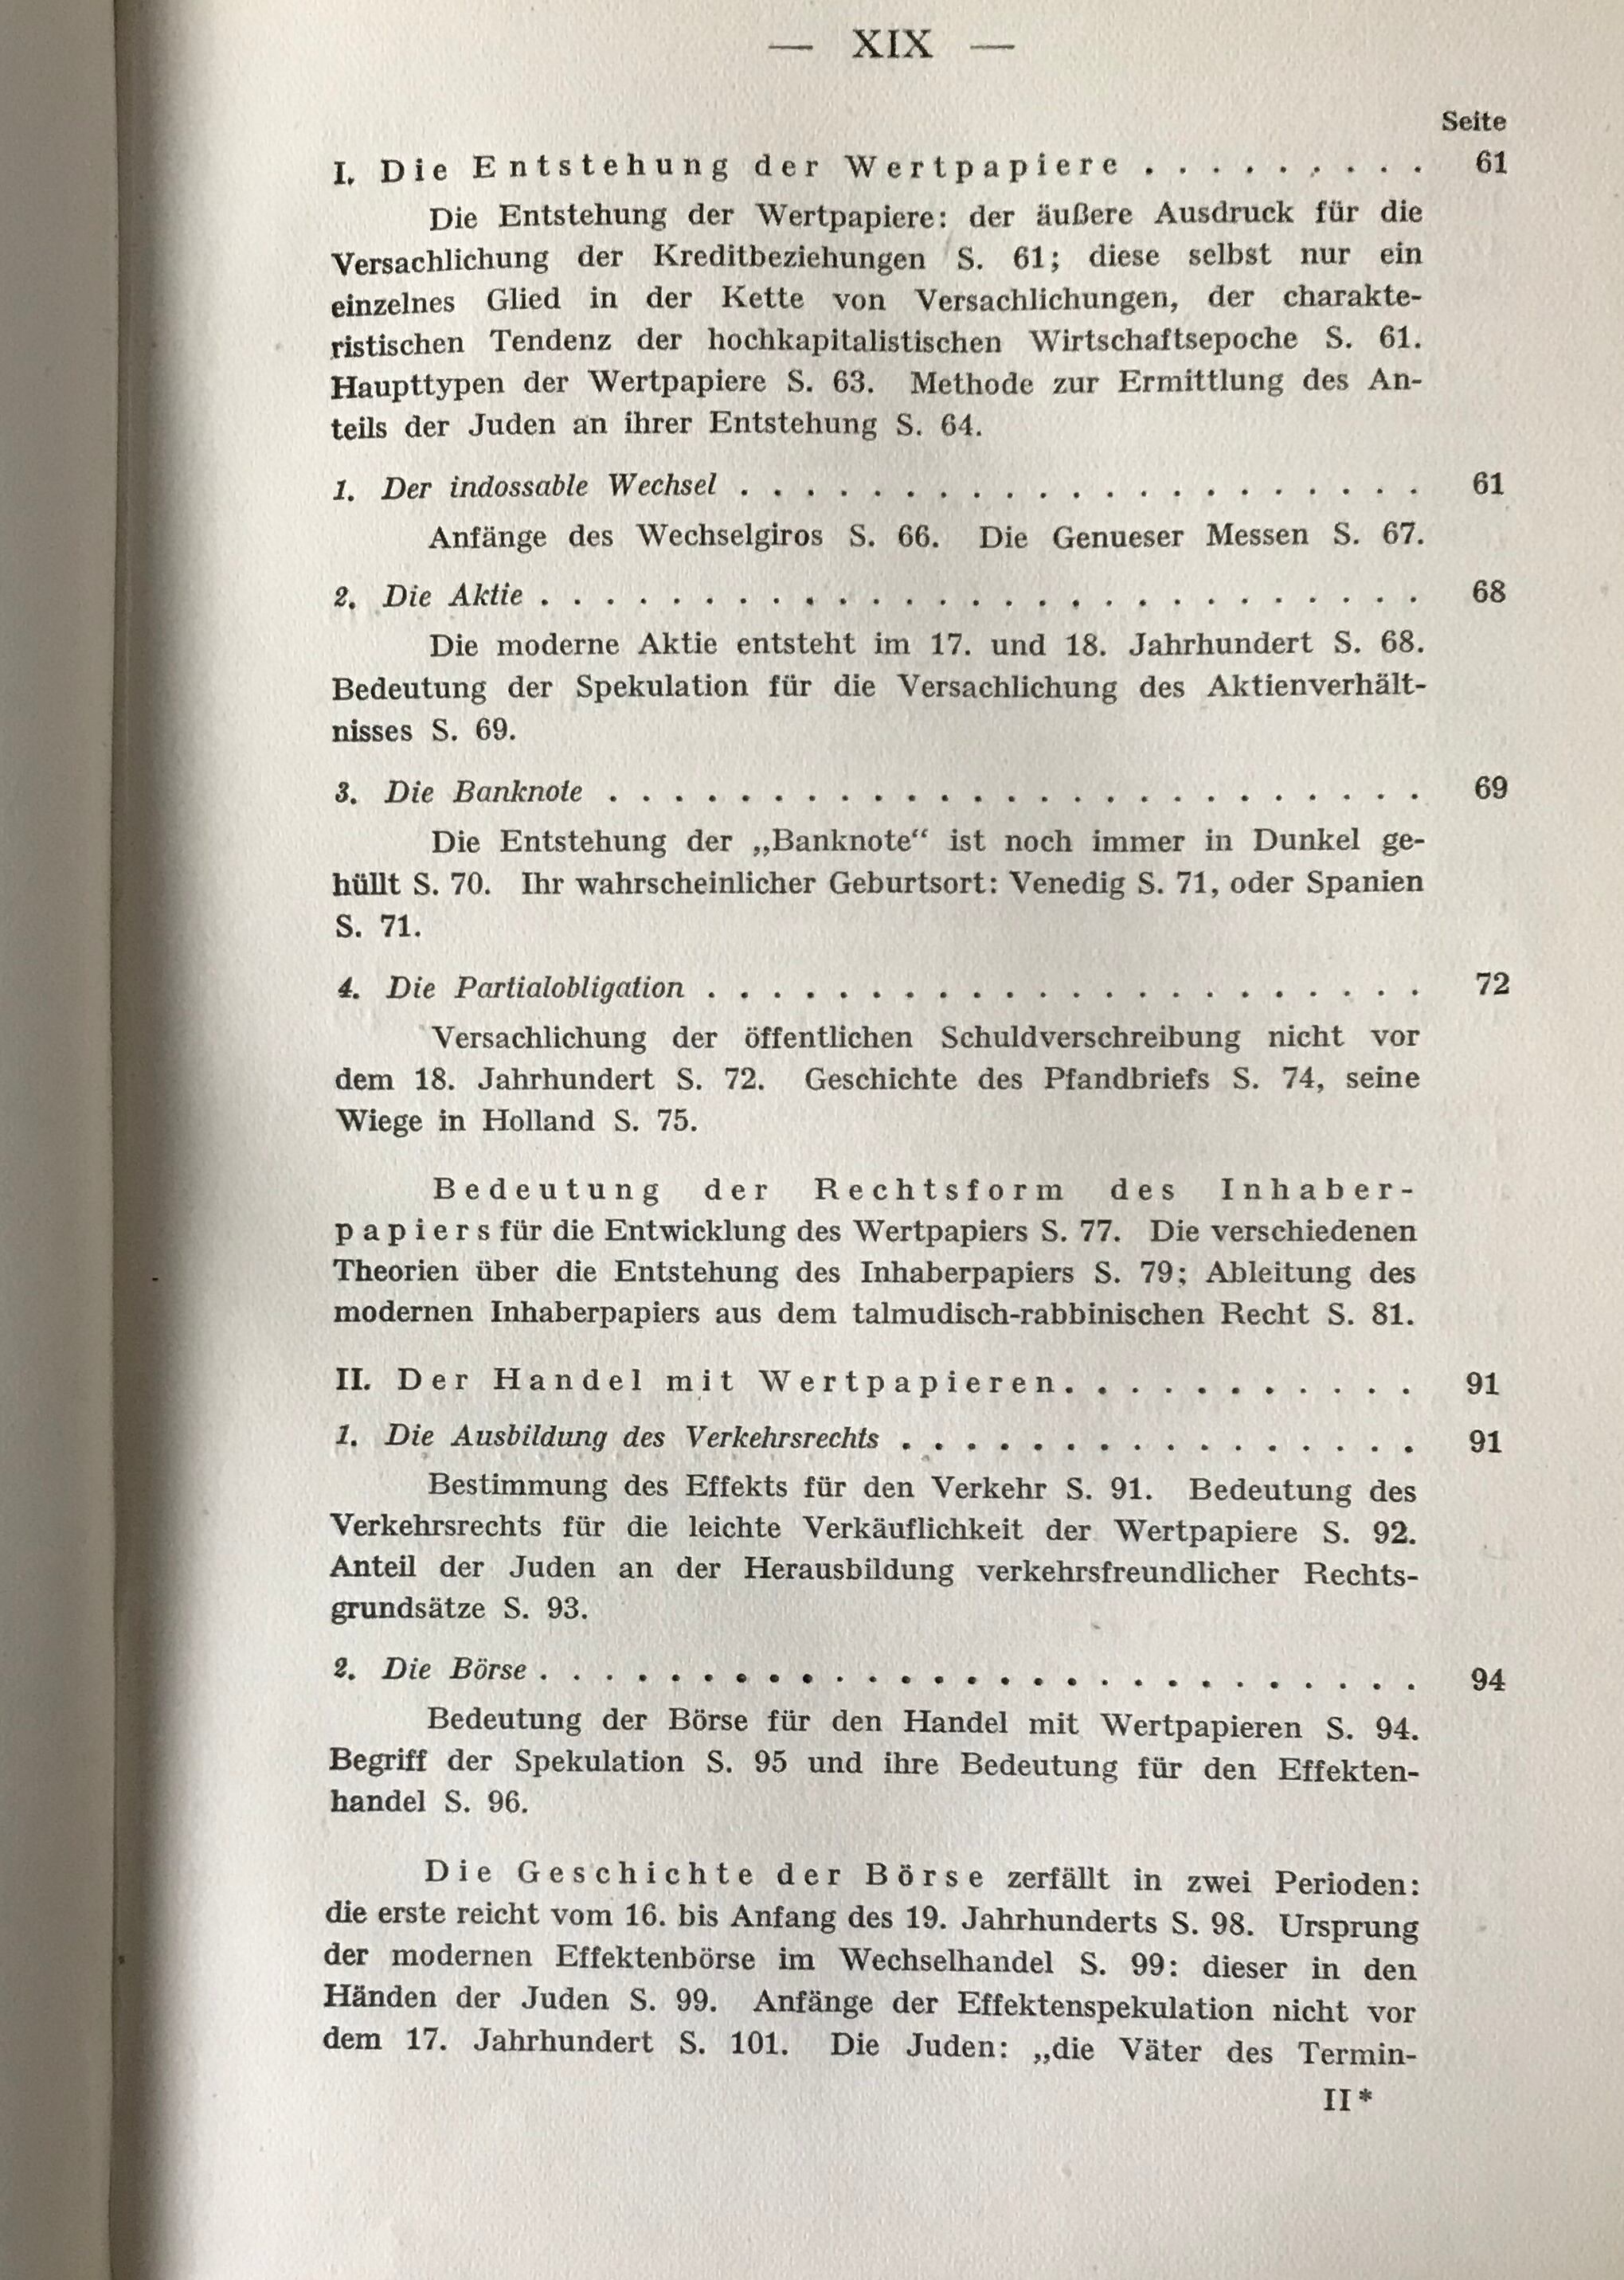 — XIX —
Seite
I. Die Entstehung der Wertpapiere . . . . . . . . . 61
Die Entstehung der Wertpapiere: der äußere Ausdruck für die
Versachlichung der Kreditbeziehungen S. 61; diese selbst nur ein
einzelnes Glied in der Kette von Versachlichungen, der charakte-
ristischen Tendenz der hochkapitalistischen Wirtschaftsepoche S. 61.
Haupttypen der Wertpapiere S. 63. Methode zur Ermittlung des An-
teils der Juden an ihrer Entstehung S. 64.
1. Der indossable Wechsel . . . . . . . . . . . . . . . . . . . . . 61
Anfänge des Wechselgiros S. 66. Die Genueser Messen S. 67.
2. Die Aktie . . . . . . . . . . . . . . . . . . . . . . . . . . . 68
Die moderne Aktie entsteht im 17. und 18. Jahrhundert S. 68.
Bedeutung der Spekulation für die Versachlichung des Aktienverhält-
nisses S. 69.
3. Die Banknote . . . . . . . . . . . . . . . . . . . . . . . . . 69
Die Entstehung der „Banknote“ ist noch immer in Dunkel ge-
hüllt S. 70. Ihr wahrscheinlicher Geburtsort: Venedig S. 71, oder Spanien
S. 71.
4. Die Partialobligation . . . . . . . . . . . . . . . . . . . . . . 72
Versachlichung der öffentlichen Schuldverschreibung nicht vor
dem 18. Jahrhundert S. 72. Geschichte des Pfandbriefs S. 74, seine
Wiege in Holland S. 75.
Bedeutung der Rechtsform des Inhaber-
papiers für die Entwicklung des Wertpapiers S. 77. Die verschiedenen
Theorien über die Entstehung des Inhaberpapiers S. 79; Ableitung des
modernen Inhaberpapiers aus dem talmudisch-rabbinischen Recht S. 81.
II. Der Handel mit Wertpapieren. . . . . . . . . . . 91
1. Die Ausbildung des Verkehrsrechts . . . . . . . . . . . . . . . . 91
Bestimmung des Effekts für den Verkehr S. 91. Bedeutung des
Verkehrsrechts für die leichte Verkäuflichkeit der Wertpapiere S. 92.
Anteil der Juden an der Herausbildung verkehrsfreundlicher Rechts-
grundsätze S. 93.
2. Die Börse . . . . . . . . . . . . . . . . . . . . . . . . . . . 94
Bedeutung der Börse für den Handel mit Wertpapieren S. 94.
Begriff der Spekulation S. 95 und ihre Bedeutung für den Effekten-
handel S. 96.
Die Geschichte der Börse zerfällt in zwei Perioden:
die erste reicht vom 16. bis Anfang des 19. Jahrhunderts S. 98. Ursprung
der modernen Effektenbörse im Wechselhandel S. 99: dieser in den
Händen der Juden S. 99. Anfänge der Effektenspekulation nicht vor
dem 17. Jahrhundert S. 101. Die Juden: „die Väter des Termin-
II*